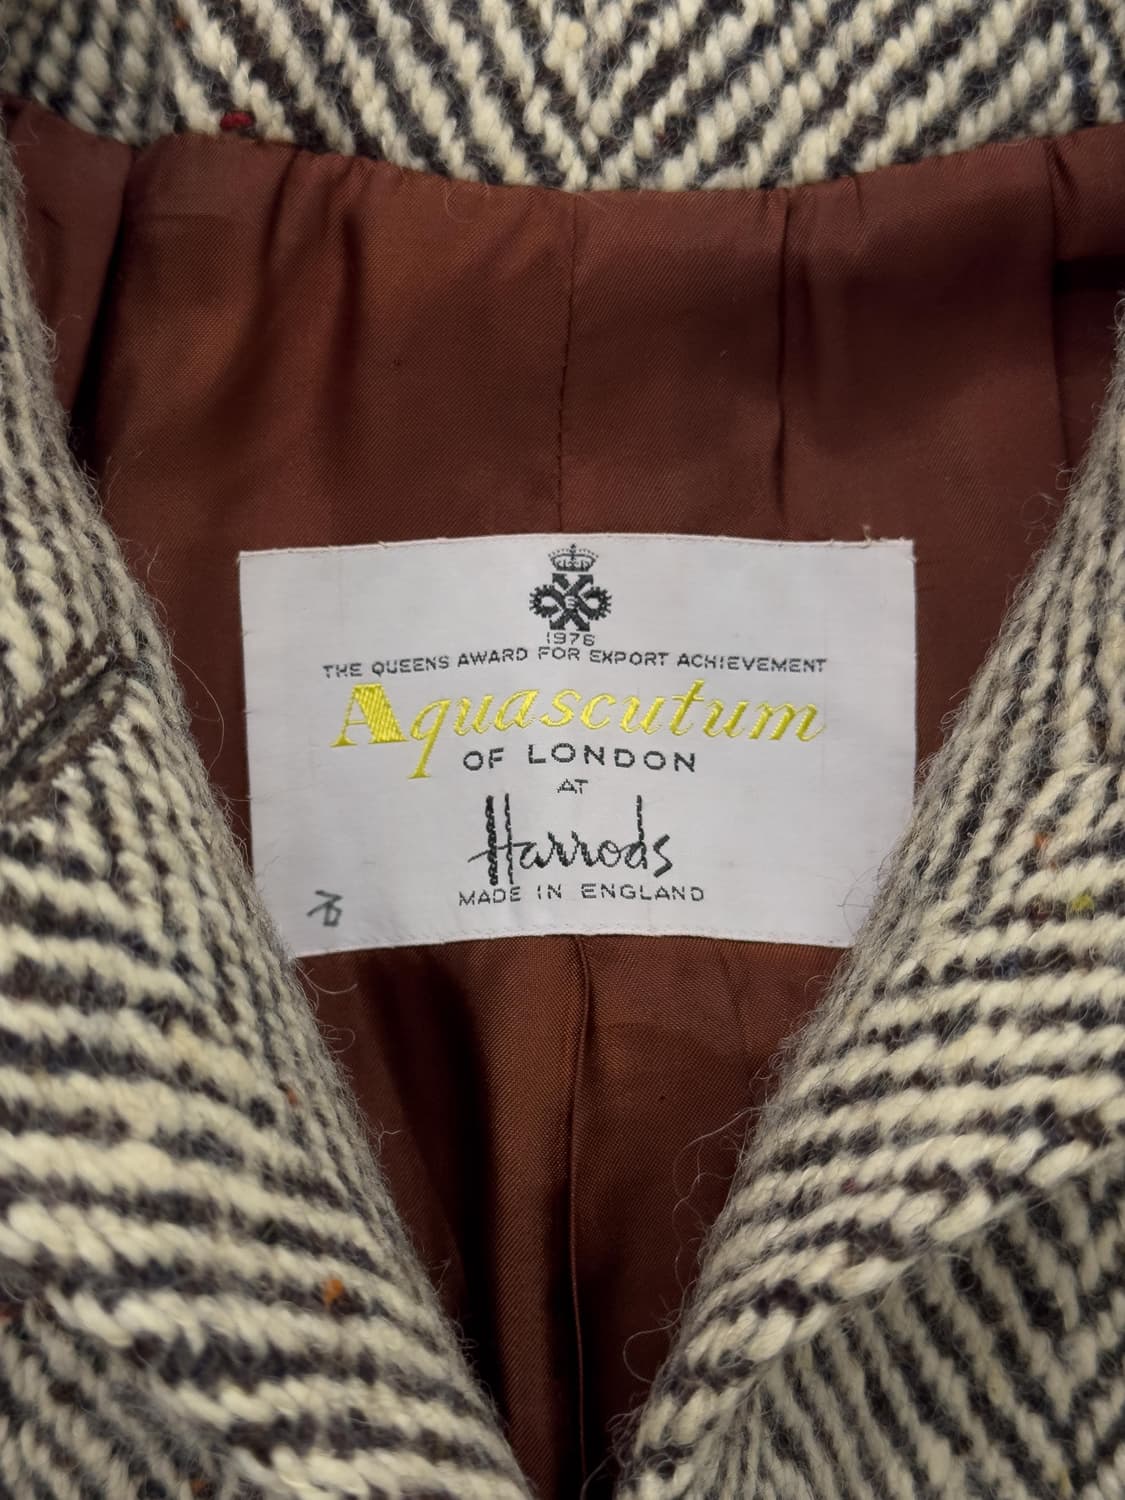 1976
THE QUEENS AWARD FOR EXPORT ACHIEVEMENT
Aquascutum
OF LONDON
AT
Harrods
MADE IN ENGLAND